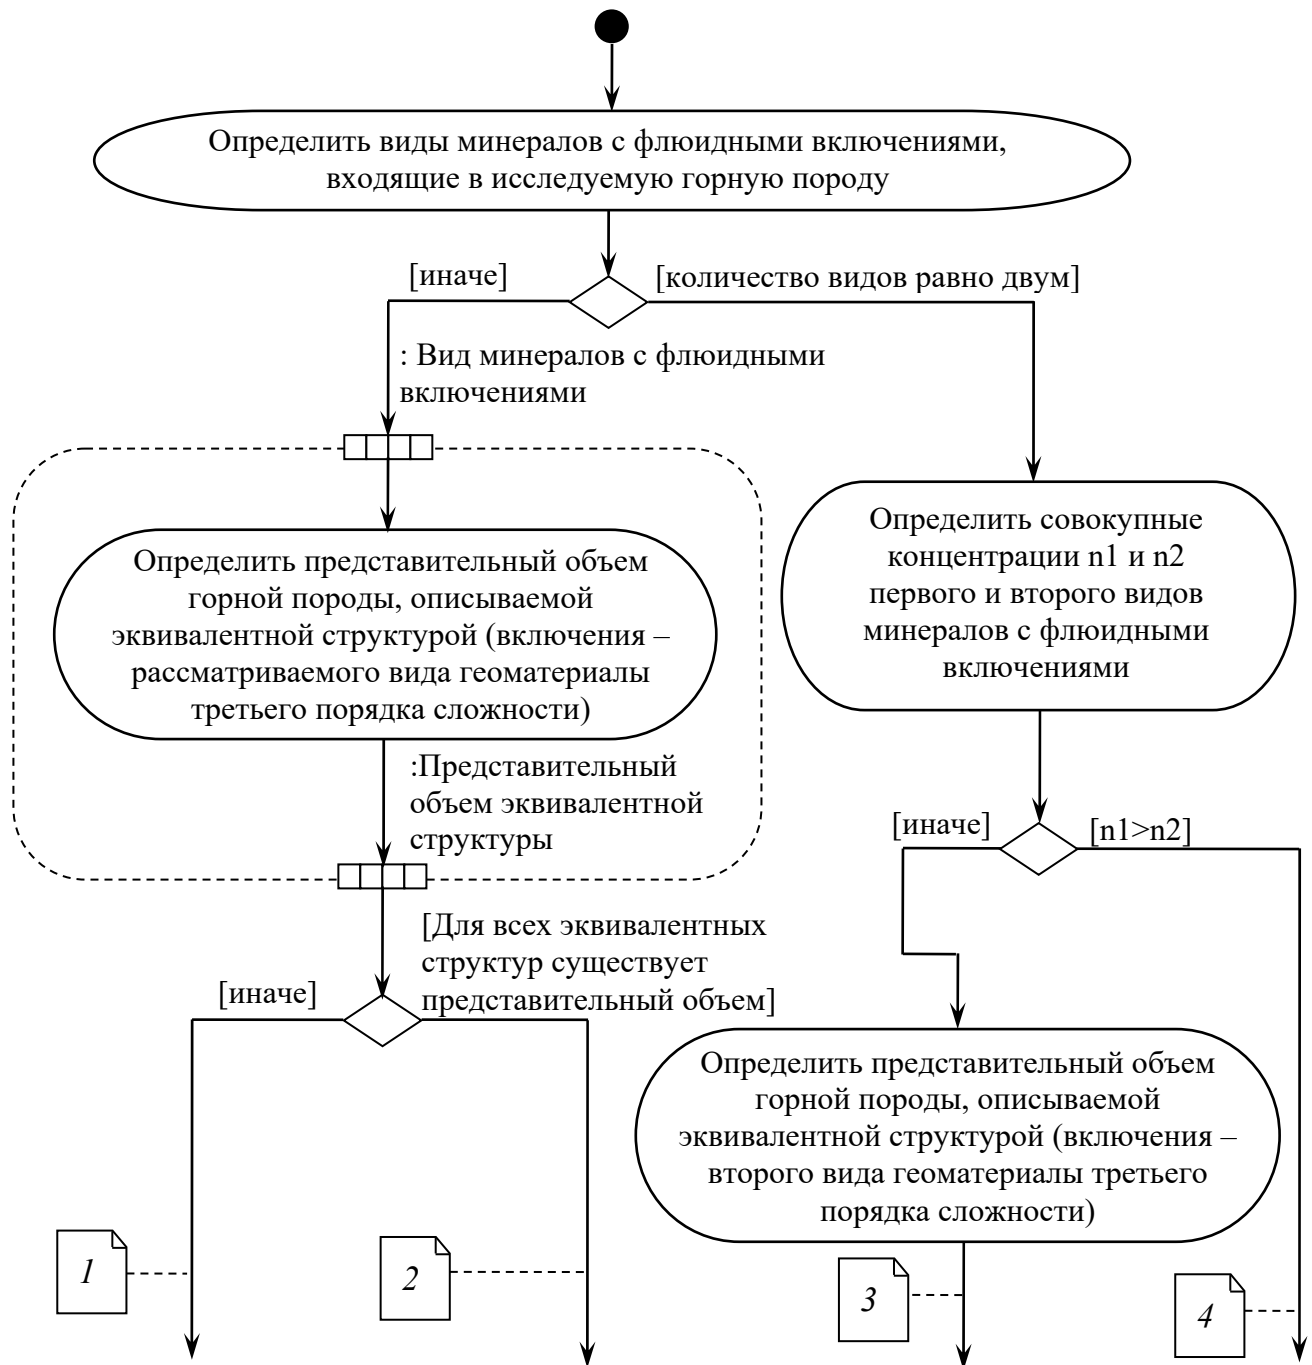 Определить виды минералов с флюидными включениями,
входящие в исследуемую горную породу
[иначе]
[количество видов равно двум]
: Вид минералов с флюидными
включениями
Определить представительный объем
горной породы, описываемой
эквивалентной структурой (включения –
рассматриваемого вида геоматериалы
третьего порядка сложности)
Определить совокупные
концентрации n1 и n2
первого и второго видов
минералов с флюидными
включениями
:Представительный
объем эквивалентной
структуры
[иначе]
[n1>n2]
[Для всех эквивалентных
структур существует
представительный объем]
[иначе]
Определить представительный объем
горной породы, описываемой
эквивалентной структурой (включения –
второго вида геоматериалы третьего
порядка сложности)
1
2
3
4